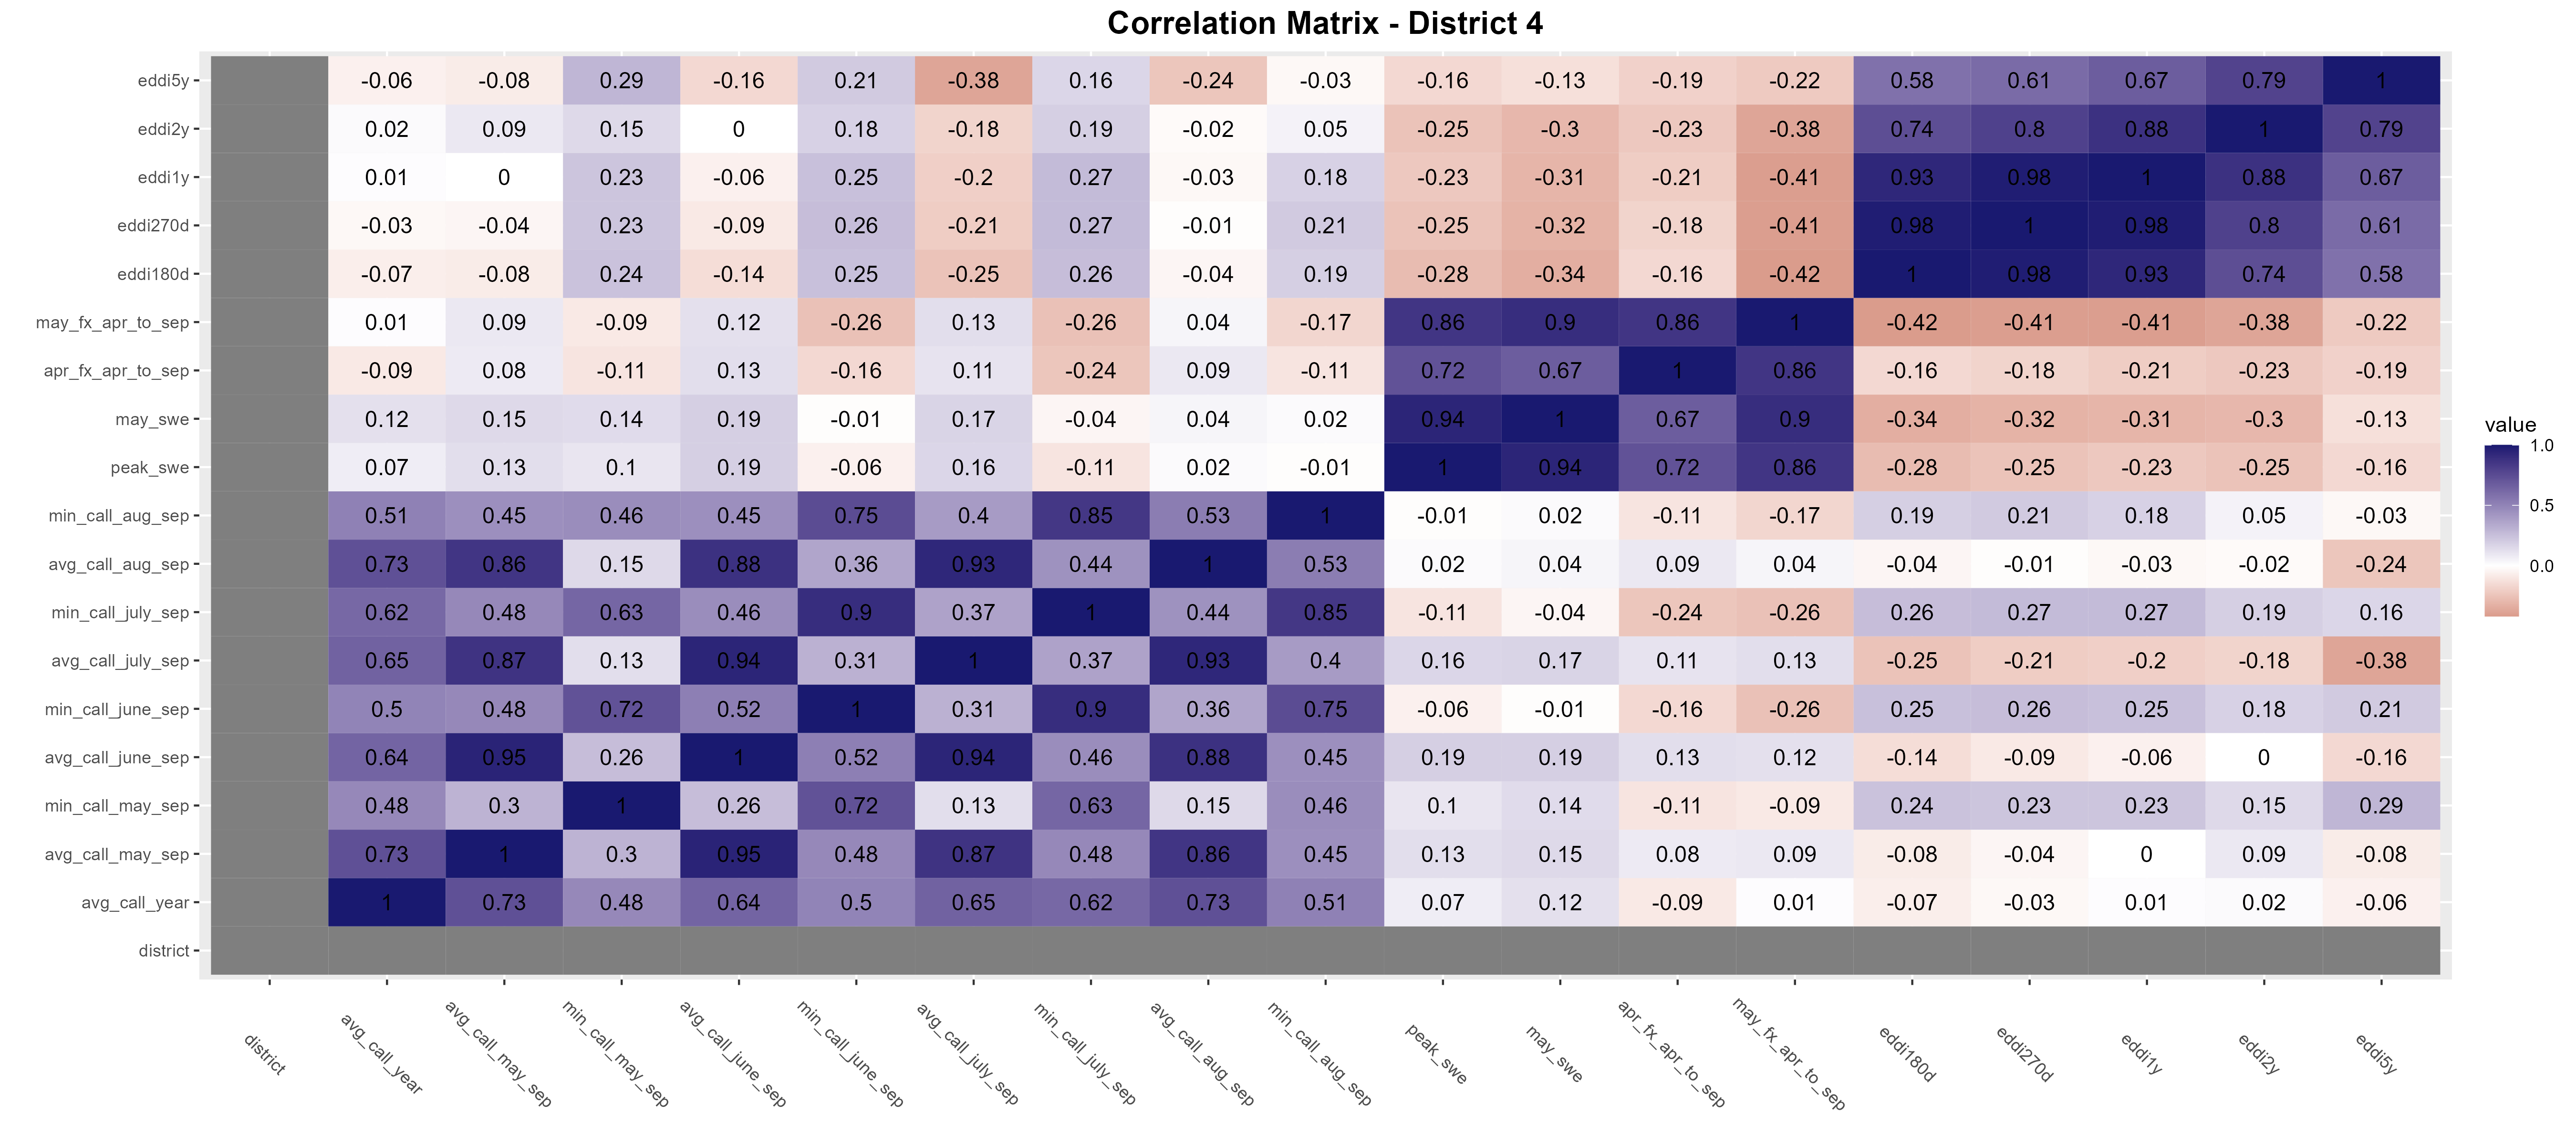 Correlation Matrix - District 4
eddi5y -0.06 -0.08 0.29 -0.16 0.21 -0.38 0.16 -0.24 -0.03 -0.16 -0.13 -0.19 -0.22 0.58 0.61 0.67 0.79 1
eddi2y 0.02 0.09 0.15 0 0.18 -0.18 0.19 -0.02 0.05 -0.25 -0.3 -0.23 -0.38 0.74 0.8 0.88 1 0.79
eddi1y 0.01 0 0.23 -0.06 0.25 -0.2 0.27 -0.03 0.18 -0.23 -0.31 -0.21 -0.41 0.93 0.98 1 0.88 0.67
eddi270d -0.03 -0.04 0.23 -0.09 0.26 -0.21 0.27 -0.01 0.21 -0.25 -0.32 -0.18 -0.41 0.98 1 0.98 0.8 0.61
eddi180d -0.07 -0.08 0.24 -0.14 0.25 -0.25 0.26 -0.04 0.19 -0.28 -0.34 -0.16 -0.42 1 0.98 0.93 0.74 0.58
may_fx_apr_to_sep 0.01 0.09 -0.09 0.12 -0.26 0.13 -0.26 0.04 -0.17 0.86 0.9 0.86 1 -0.42 -0.41 -0.41 -0.38 -0.22
apr_fx_apr_to_sep -0.09 0.08 -0.11 0.13 -0.16 0.11 -0.24 0.09 -0.11 0.72 0.67 1 0.86 -0.16 -0.18 -0.21 -0.23 -0.19
may_swe 0.12 0.15 0.14 0.19 -0.01 0.17 -0.04 0.04 0.02 0.94 1 0.67 0.9 -0.34 -0.32 -0.31 -0.3 -0.13
peak_swe 0.07 0.13 0.1 0.19 -0.06 0.16 -0.11 0.02 -0.01 1 0.94 0.72 0.86 -0.28 -0.25 -0.23 -0.25 -0.16
min_call_aug_sep 0.51 0.45 0.46 0.45 0.75 0.4 0.85 0.53 1 -0.01 0.02 -0.11 -0.17 0.19 0.21 0.18 0.05 -0.03
avg_call_aug_sep 0.73 0.86 0.15 0.88 0.36 0.93 0.44 1 0.53 0.02 0.04 0.09 0.04 -0.04 -0.01 -0.03 -0.02 -0.24
min_call_july_sep 0.62 0.48 0.63 0.46 0.9 0.37 1 0.44 0.85 -0.11 -0.04 -0.24 -0.26 0.26 0.27 0.27 0.19 0.16
avg_call_july_sep 0.65 0.87 0.13 0.94 0.31 1 0.37 0.93 0.4 0.16 0.17 0.11 0.13 -0.25 -0.21 -0.2 -0.18 -0.38
min_call_june_sep 0.5 0.48 0.72 0.52 1 0.31 0.9 0.36 0.75 -0.06 -0.01 -0.16 -0.26 0.25 0.26 0.25 0.18 0.21
avg_call_june_sep 0.64 0.95 0.26 1 0.52 0.94 0.46 0.88 0.45 0.19 0.19 0.13 0.12 -0.14 -0.09 -0.06 0 -0.16
min_call_may_sep 0.48 0.3 1 0.26 0.72 0.13 0.63 0.15 0.46 0.1 0.14 -0.11 -0.09 0.24 0.23 0.23 0.15 0.29
avg_call_may_sep 0.73 1 0.3 0.95 0.48 0.87 0.48 0.86 0.45 0.13 0.15 0.08 0.09 -0.08 -0.04 0 0.09 -0.08
avg_call_year 1 0.73 0.48 0.64 0.5 0.65 0.62 0.73 0.51 0.07 0.12 -0.09 0.01 -0.07 -0.03 0.01 0.02 -0.06
district
district avg_call_year avg_call_may_sep min_call_may_sep avg_call_june_sep min_call_june_sep avg_call_july_sep min_call_july_sep avg_call_aug_sep min_call_aug_sep peak_swe may_swe apr_fx_apr_to_sep may_fx_apr_to_sep eddi180d eddi270d eddi1y eddi2y eddi5y
value
1.0
0.5
0.0